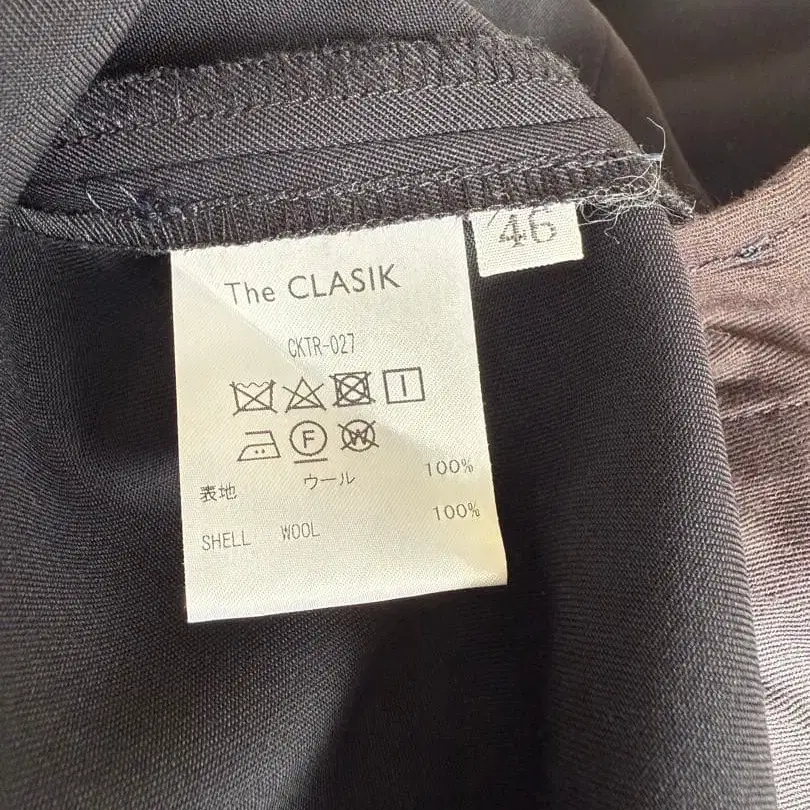 46
The CLASIK
CKTR-027
F W
表地 ウール 100%
SHELL WOOL 100%